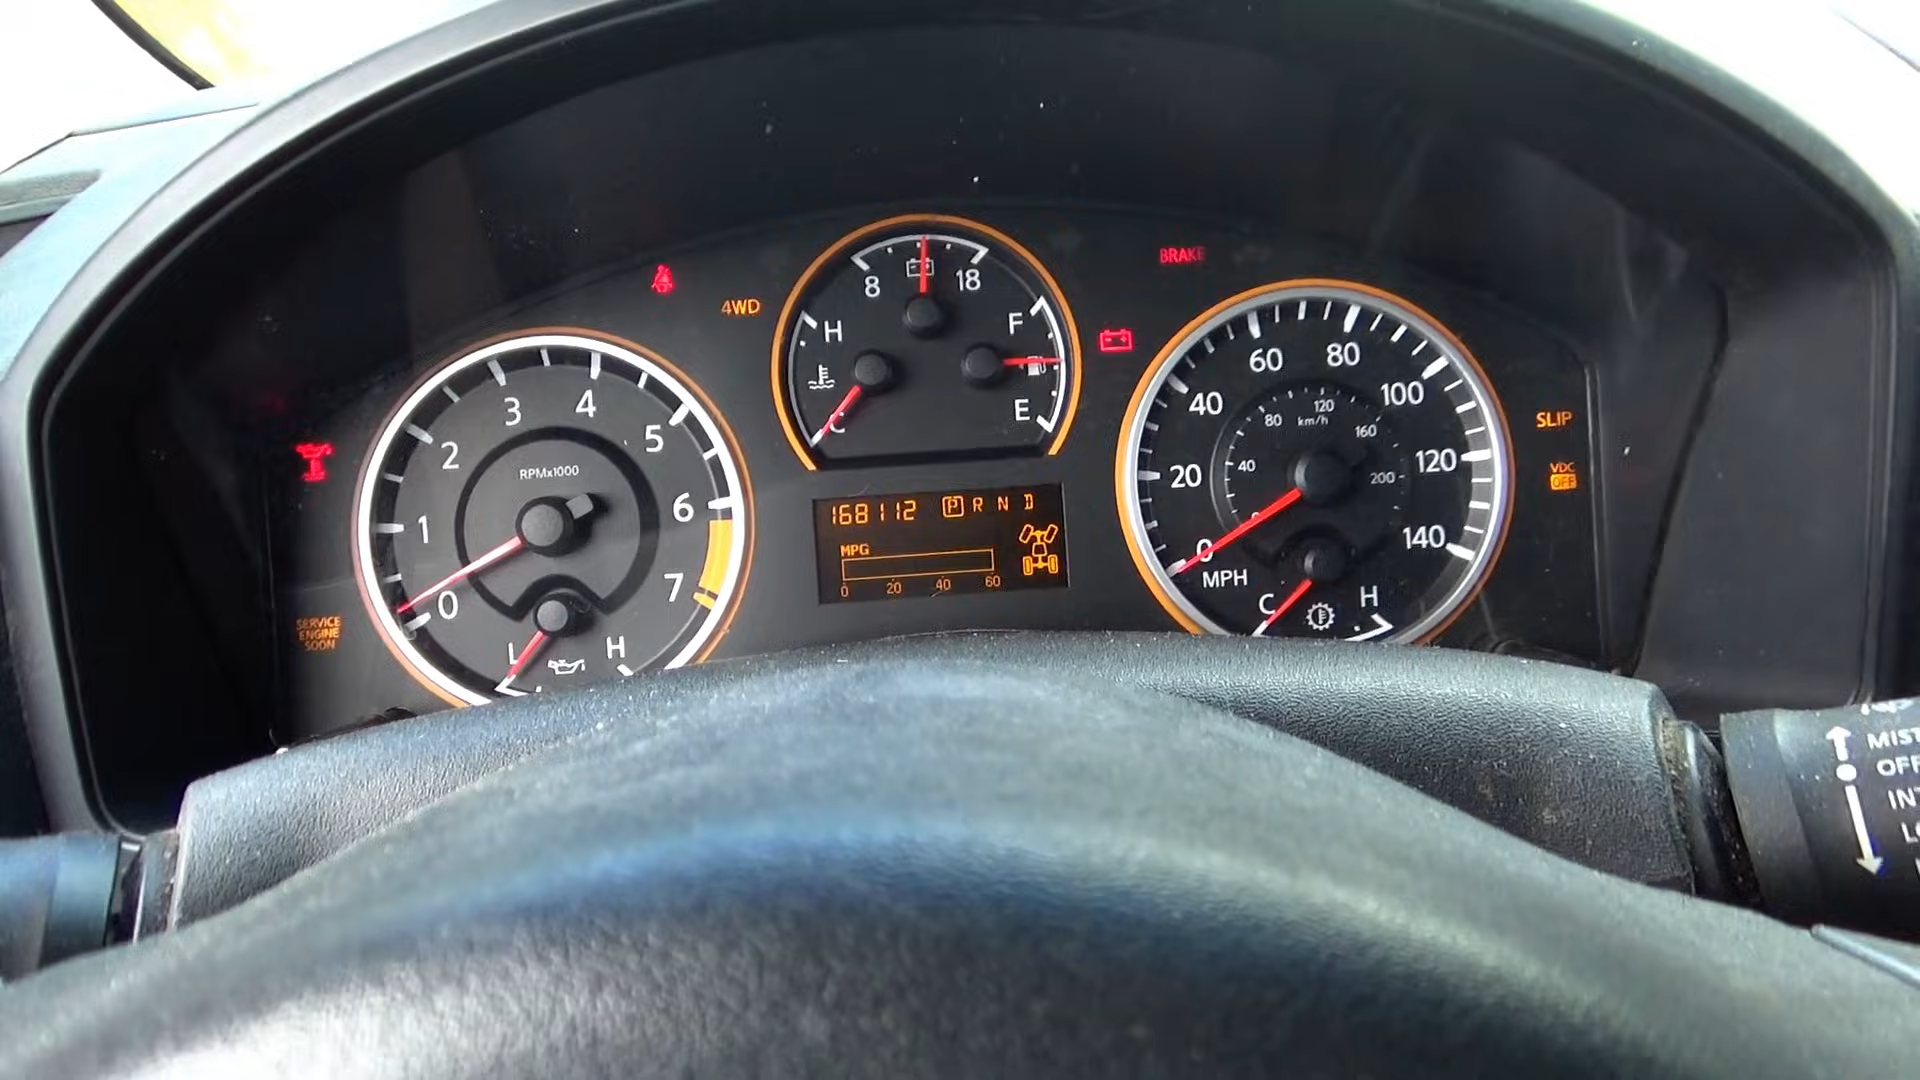 BRAKE
4WD
8
18
H
F
C
E
RPMx1000
0
1
2
3
4
5
6
7
L
H
168112 P R N D
MPG
0 20 40 60
0
20
40
60
80
100
120
140
MPH
km/h
40
80
120
160
200
C
H
SLIP
VDC
OFF
SERVICE
ENGINE
SOON
MIST
OFF